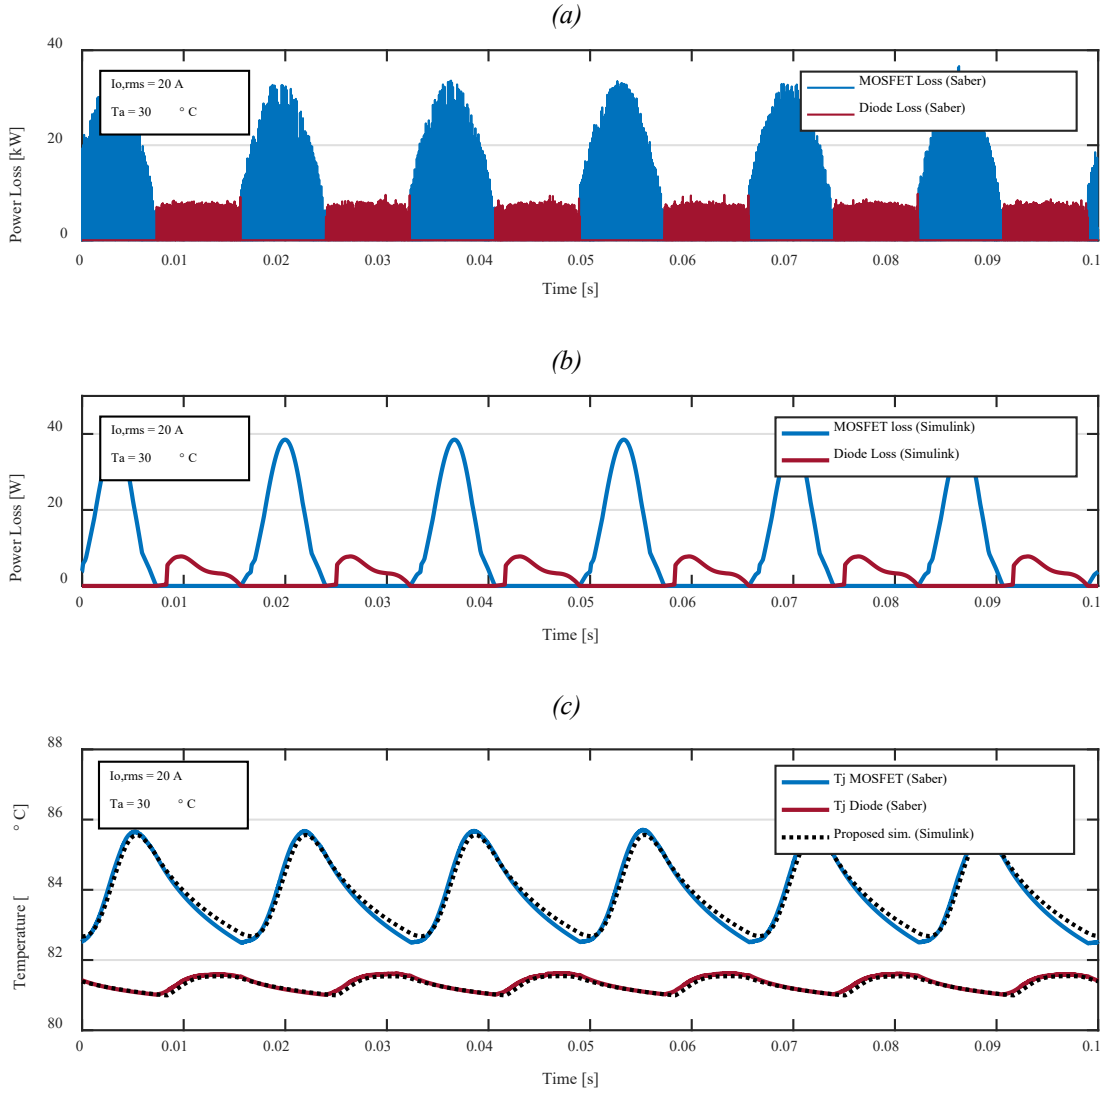 (a)
40
20
0
Power Loss [kW]
Io,rms = 20 A
Ta = 30 ° C
MOSFET Loss (Saber)
Diode Loss (Saber)
0 0.01 0.02 0.03 0.04 0.05 0.06 0.07 0.08 0.09 0.1
Time [s]
(b)
40
20
0
Power Loss [W]
Io,rms = 20 A
Ta = 30 ° C
MOSFET loss (Simulink)
Diode Loss (Simulink)
0 0.01 0.02 0.03 0.04 0.05 0.06 0.07 0.08 0.09 0.1
Time [s]
(c)
88
86
84
82
80
Temperature [ ° C]
Io,rms = 20 A
Ta = 30 ° C
Tj MOSFET (Saber)
Tj Diode (Saber)
Proposed sim. (Simulink)
0 0.01 0.02 0.03 0.04 0.05 0.06 0.07 0.08 0.09 0.1
Time [s]